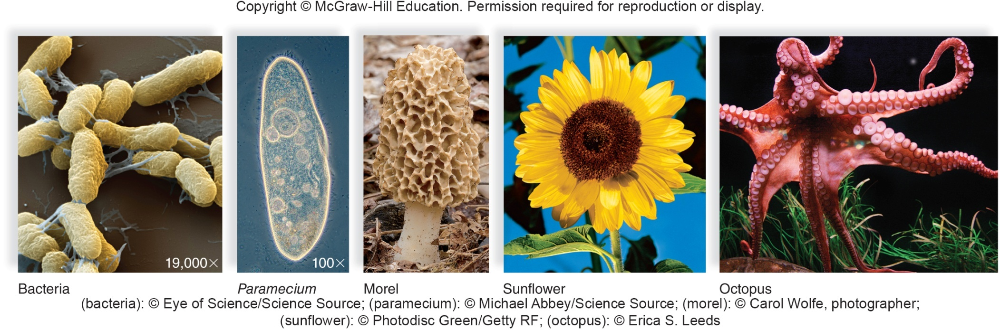 Copyright © McGraw-Hill Education. Permission required for reproduction or display.
19,000×
100×
Bacteria
Paramecium
Morel
Sunflower
Octopus
(bacteria): © Eye of Science/Science Source; (paramecium): © Michael Abbey/Science Source; (morel): © Carol Wolfe, photographer;
(sunflower): © Photodisc Green/Getty RF; (octopus): © Erica S. Leeds